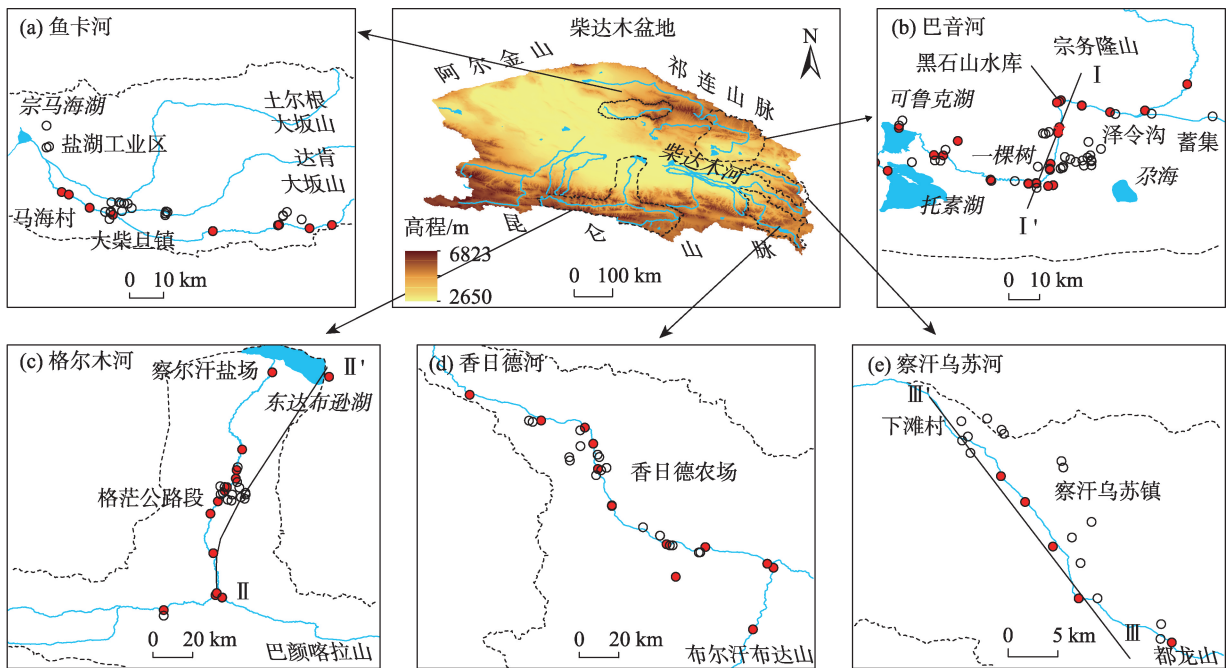 (a) 鱼卡河
宗马海湖
盐湖工业区
土尔根
大坂山
达肯
大坂山
马海村
大柴旦镇
0 10 km
柴达木盆地
N
阿尔金山
祁连山脉
柴达木河
昆仑山脉
高程/m
6823
2650
0 100 km
(b) 巴音河
宗务隆山
黑石山水库
I
可鲁克湖
泽令沟
蓄集
一棵树
尕海
托素湖
I'
0 10 km
(c) 格尔木河
察尔汗盐场
II'
东达布逊湖
格茫公路段
II
0 20 km
巴颜喀拉山
(d) 香日德河
香日德农场
0 20 km
布尔汗布达山
(e) 察汗乌苏河
III'
下滩村
察汗乌苏镇
0 5 km
III
都龙山